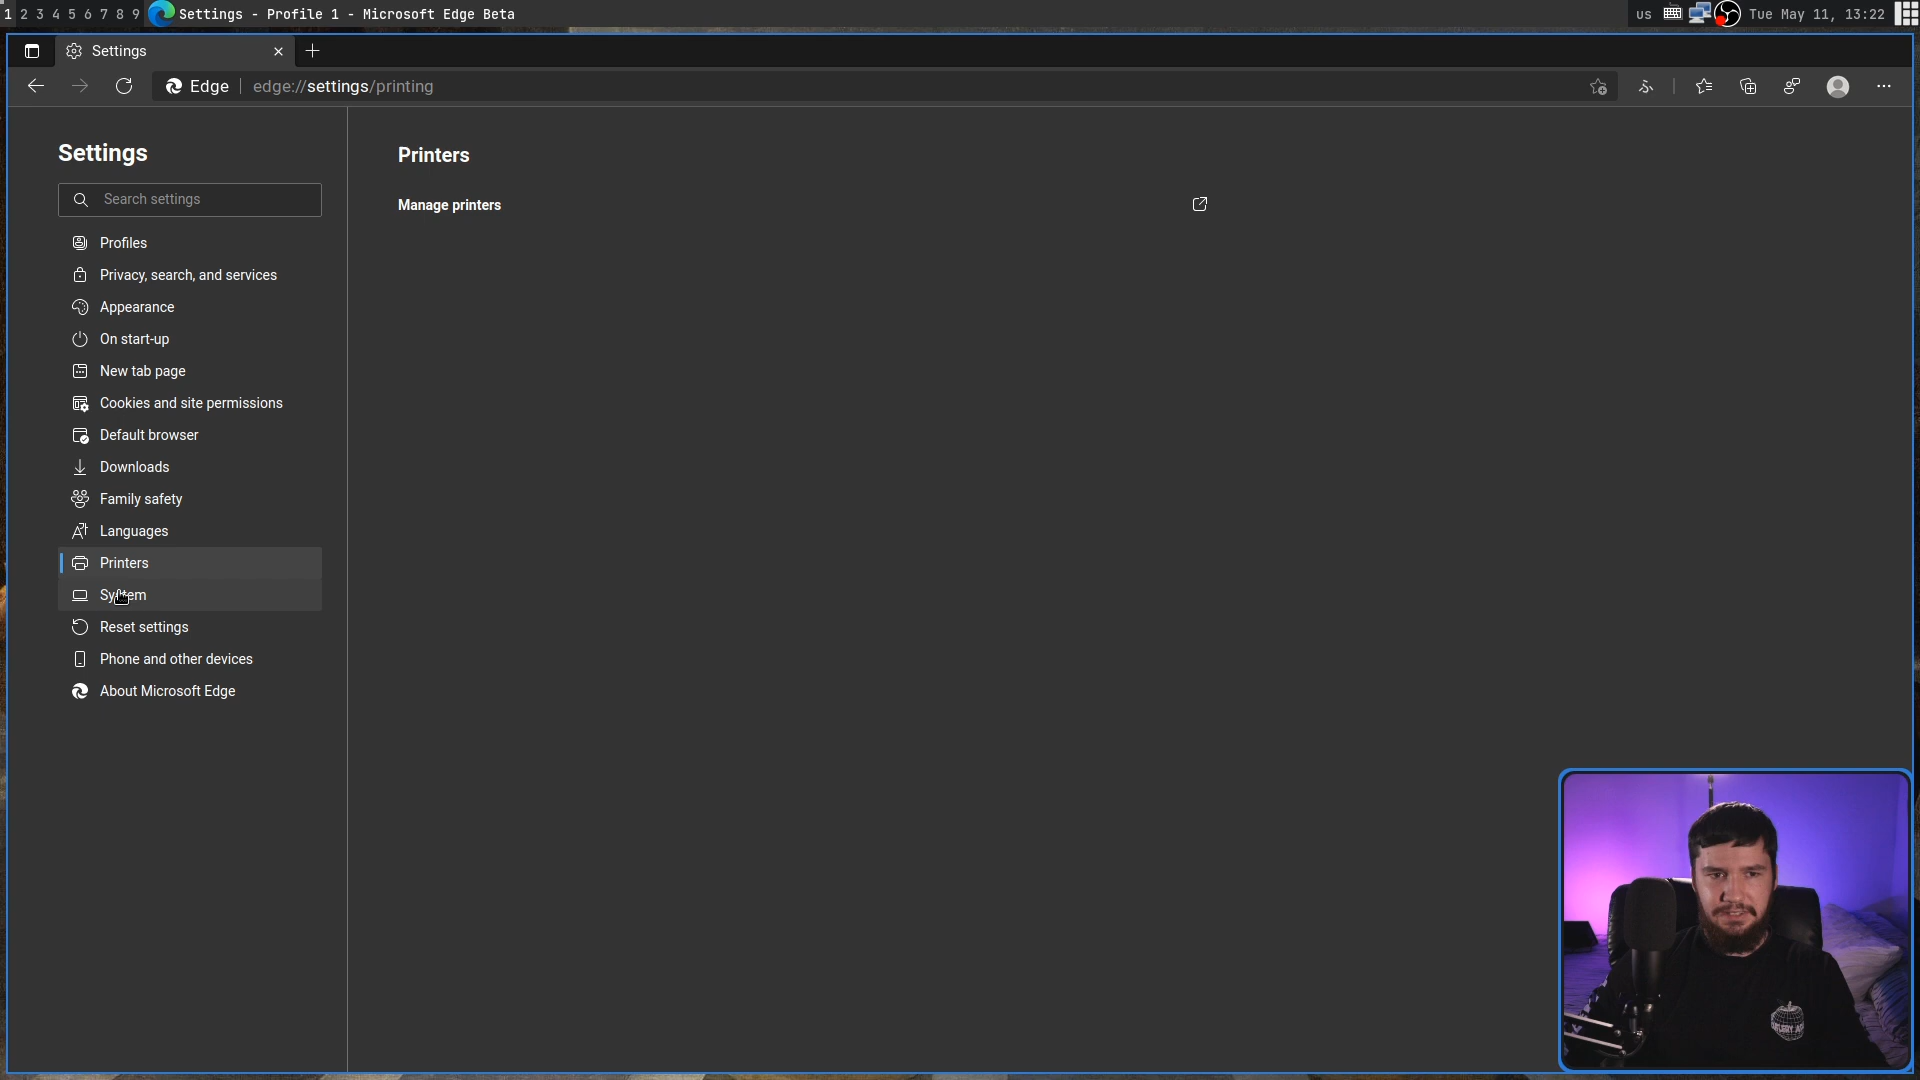 1 2 3 4 5 6 7 8 9 Settings - Profile 1 - Microsoft Edge Beta us Tue May 11, 13:22
Settings
Edge edge://settings/printing
Settings
Search settings
Profiles
Privacy, search, and services
Appearance
On start-up
New tab page
Cookies and site permissions
Default browser
Downloads
Family safety
Languages
Printers
System
Reset settings
Phone and other devices
About Microsoft Edge
Printers
Manage printers